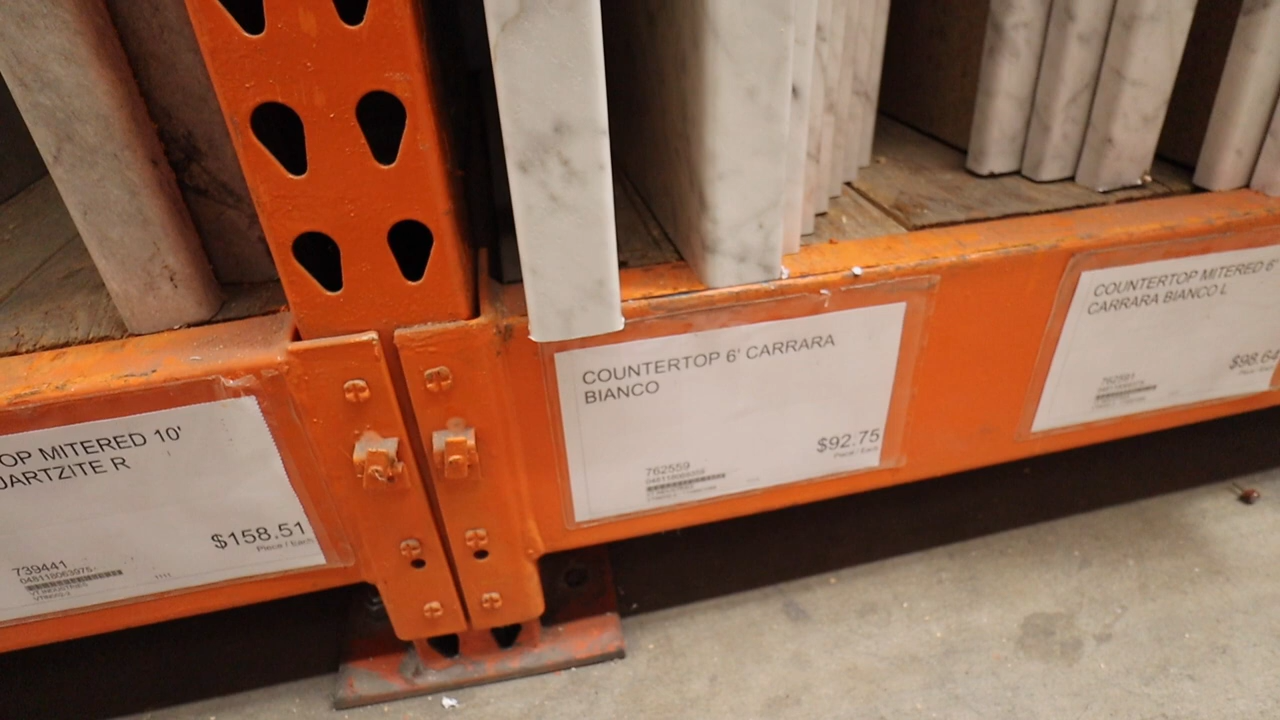 OP MITERED 10'
UARTZITE R
$158.51
Piece / Each
739441
COUNTERTOP 6' CARRARA
BIANCO
$92.75
Piece / Each
762559
COUNTERTOP MITERED 6'
CARRARA BIANCO L
$98.64